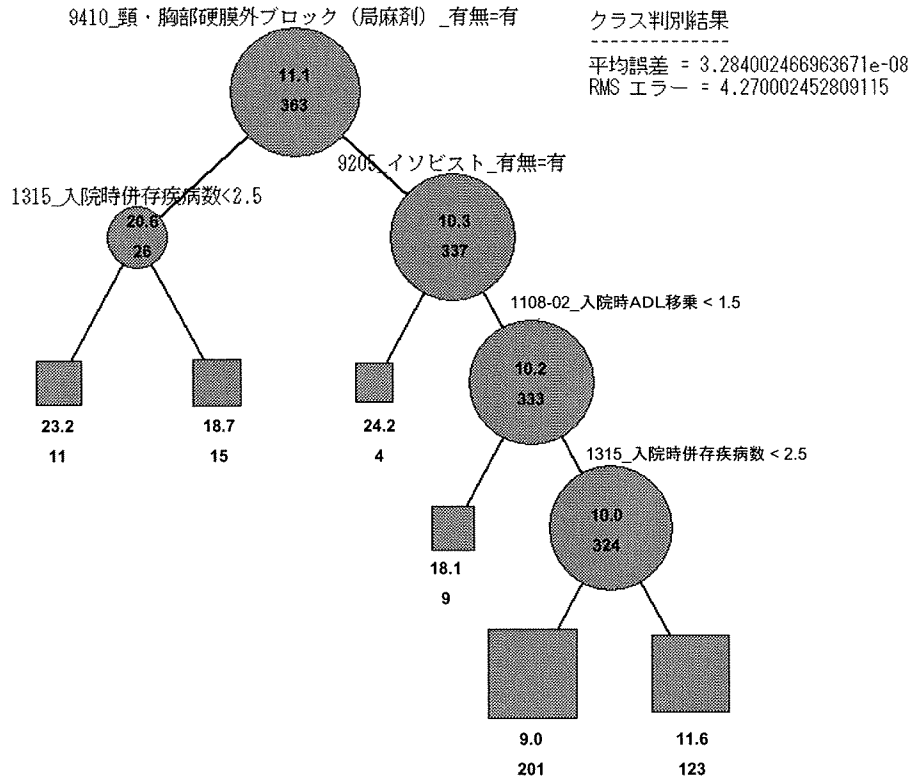 9410_頸・胸部硬膜外ブロック（局麻剤）_有無=有
クラス判別結果
--------------
平均誤差 = 3.284002466963671e-08
RMS エラー = 4.270002452809115
11.1
363
9205_イソビスト_有無=有
1315_入院時併存疾病数<2.5
20.6
26
10.3
337
1108-02_入院時ADL移乗 < 1.5
10.2
333
23.2
11
18.7
15
24.2
4
1315_入院時併存疾病数 < 2.5
10.0
324
18.1
9
9.0
201
11.6
123